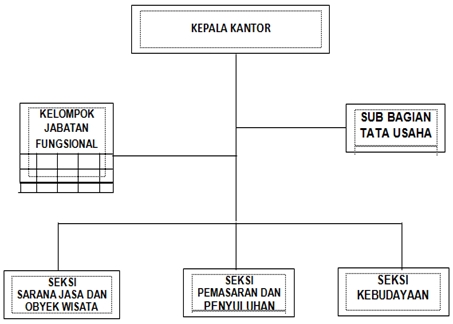 KEPALA KANTOR
KELOMPOK
JABATAN
FUNGSIONAL
SUB BAGIAN
TATA USAHA
SEKSI
SARANA JASA DAN
OBYEK WISATA
SEKSI
PEMASARAN DAN
PENYULUHAN
SEKSI
KEBUDAYAAN